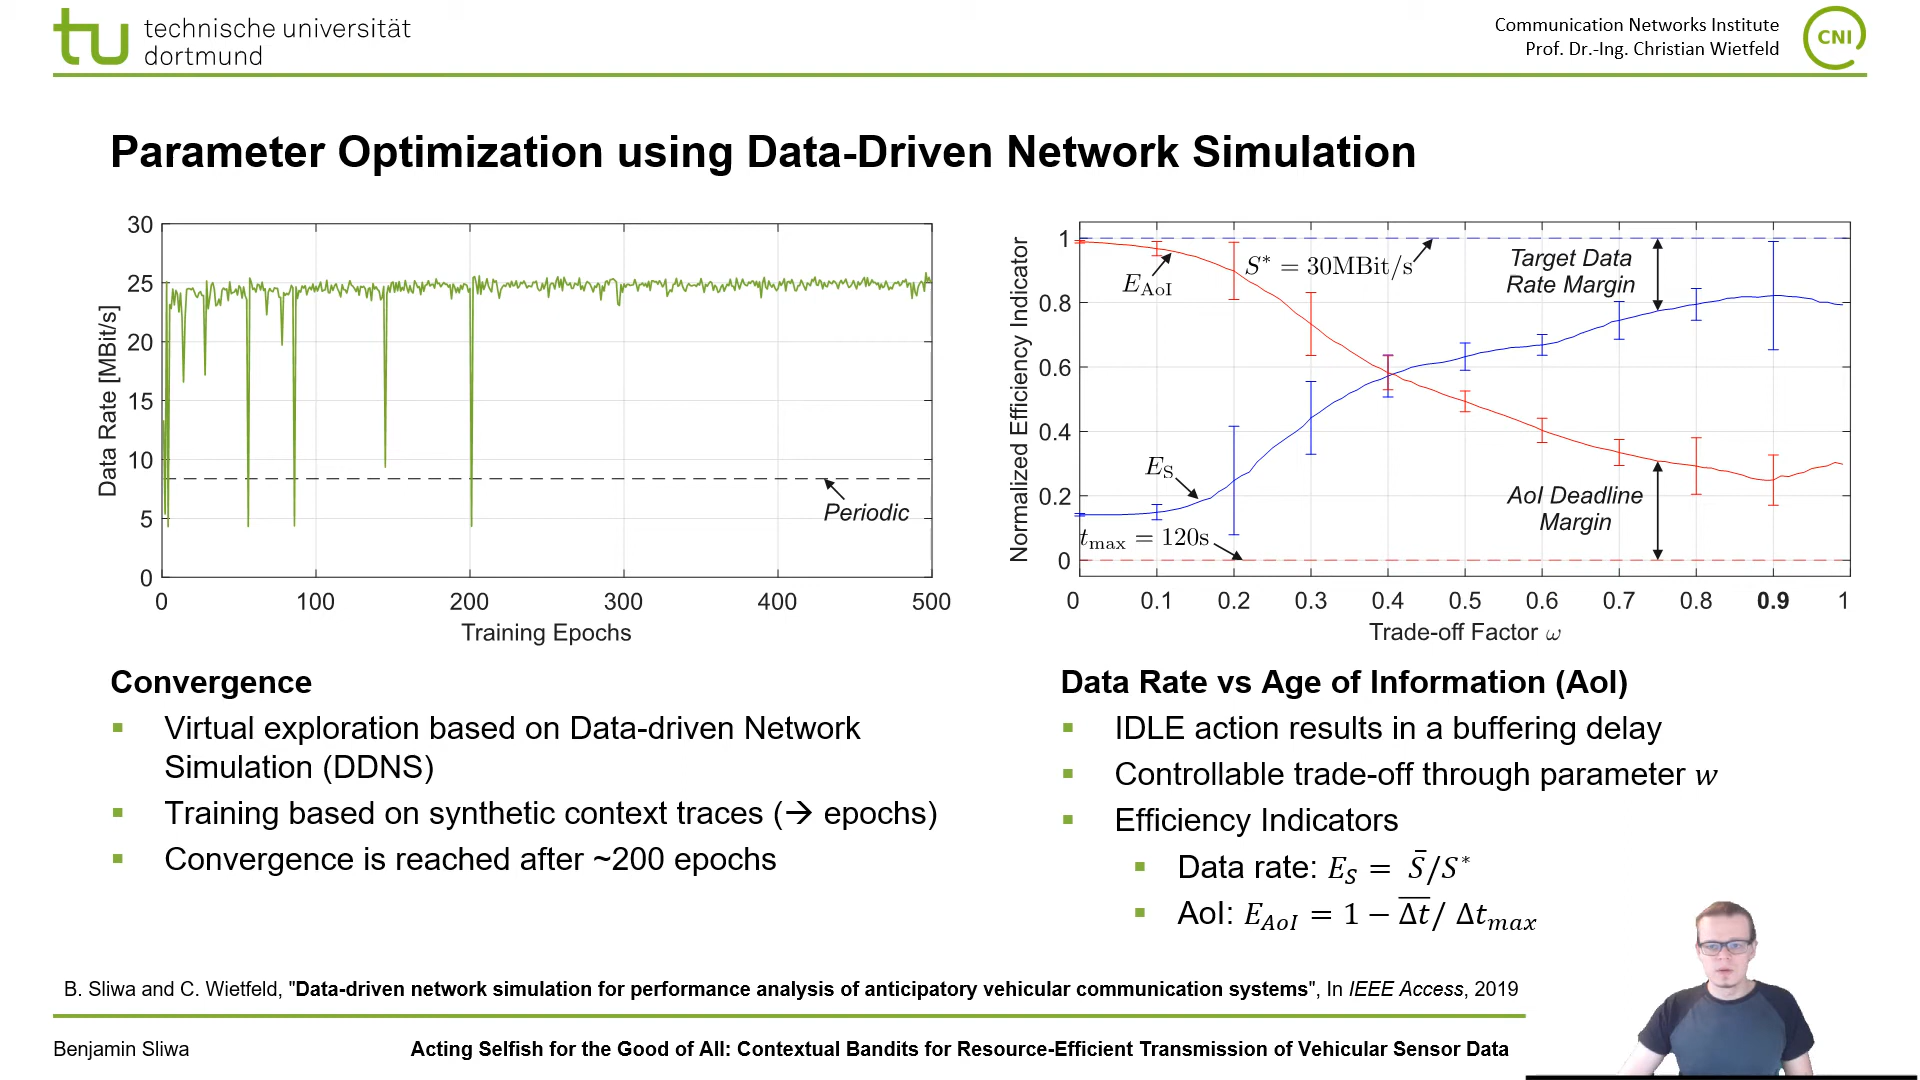 technische universität
dortmund
Communication Networks Institute
Prof. Dr.-Ing. Christian Wietfeld
CNI
Parameter Optimization using Data-Driven Network Simulation
30
25
20
15
10
5
0
Data Rate [MBit/s]
Periodic
0 100 200 300 400 500
Training Epochs
1
0.8
0.6
0.4
0.2
0
Normalized Efficiency Indicator
E_AoI
S* = 30MBit/s
Target Data
Rate Margin
E_S
t_max = 120s
AoI Deadline
Margin
0 0.1 0.2 0.3 0.4 0.5 0.6 0.7 0.8 0.9 1
Trade-off Factor ω
Convergence
▪ Virtual exploration based on Data-driven Network
Simulation (DDNS)
▪ Training based on synthetic context traces (→ epochs)
▪ Convergence is reached after ~200 epochs
Data Rate vs Age of Information (AoI)
▪ IDLE action results in a buffering delay
▪ Controllable trade-off through parameter w
▪ Efficiency Indicators
▪ Data rate: E_S = S̄/S*
▪ AoI: E_AoI = 1 − Δt̅/ Δt_max
B. Sliwa and C. Wietfeld, "Data-driven network simulation for performance analysis of anticipatory vehicular communication systems", In IEEE Access, 2019
Benjamin Sliwa
Acting Selfish for the Good of All: Contextual Bandits for Resource-Efficient Transmission of Vehicular Sensor Data